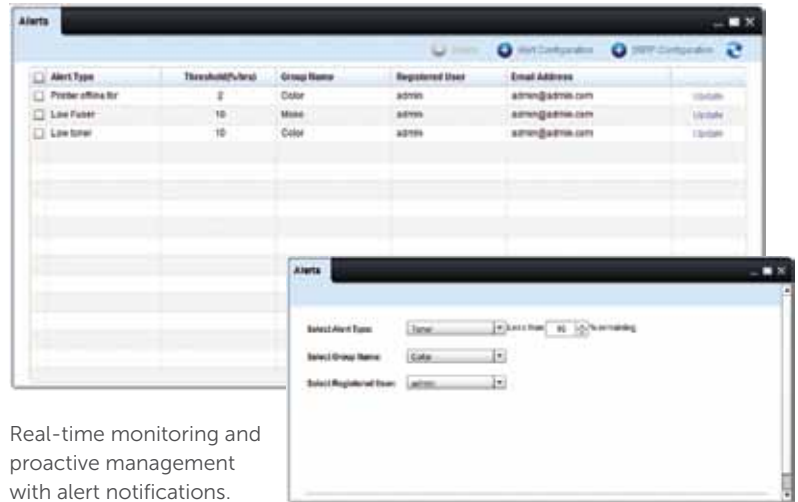 Alerts
Alert Configuration SNPP Configuration
Alert Type Threshold(%/hrs) Group Name Registered User Email Address
Printer offline for 2 Color admin admin@admin.com Update
Low Fuser 10 Mono admin admin@admin.com Update
Low toner 10 Color admin admin@admin.com Update
Alerts
Select Alert Type: Toner Less than % remaining
Select Group Name: Color
Select Registered User: admin
Real-time monitoring and
proactive management
with alert notifications.